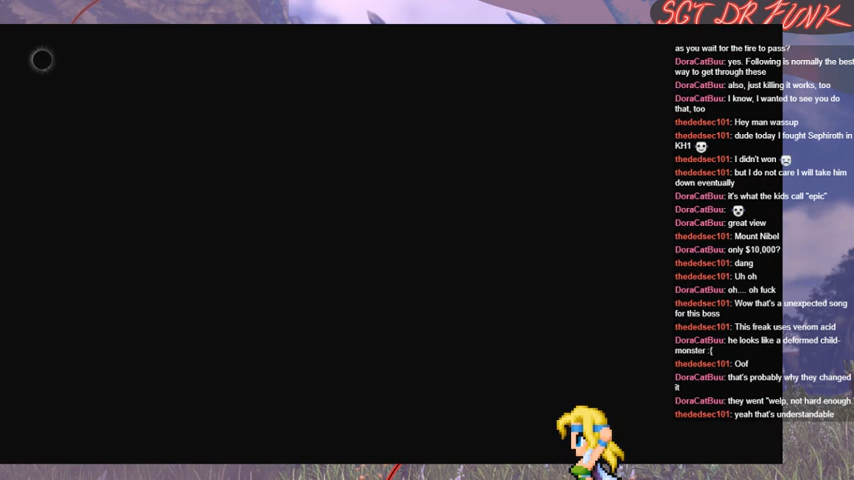 SGT DR FUNK
as you wait for the fire to pass?
DoraCatBuu: yes. Following is normally the best
way to get through these
DoraCatBuu: also, just killing it works, too
DoraCatBuu: I know, I wanted to see you do
that, too
thededsec101: Hey man wassup
thededsec101: dude today I fought Sephiroth in
KH1
thededsec101: I didn't won
thededsec101: but I do not care I will take him
down eventually
DoraCatBuu: it's what the kids call "epic"
DoraCatBuu:
DoraCatBuu: great view
thededsec101: Mount Nibel
DoraCatBuu: only $10,000?
thededsec101: dang
thededsec101: Uh oh
DoraCatBuu: oh.... oh fuck
thededsec101: Wow that's a unexpected song
for this boss
thededsec101: This freak uses venom acid
DoraCatBuu: he looks like a deformed child-
monster :{
thededsec101: Oof
DoraCatBuu: that's probably why they changed
it
DoraCatBuu: they went "welp, not hard enough
thededsec101: yeah that's understandable